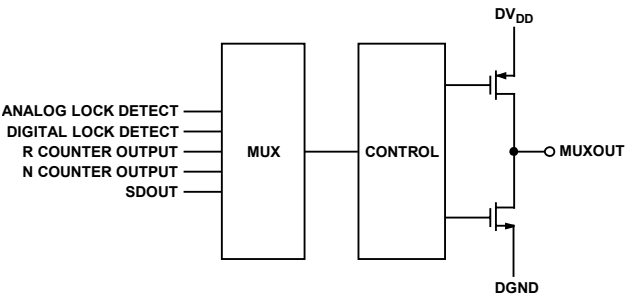 DVDD
ANALOG LOCK DETECT
DIGITAL LOCK DETECT
R COUNTER OUTPUT
N COUNTER OUTPUT
SDOUT
MUX
CONTROL
MUXOUT
DGND